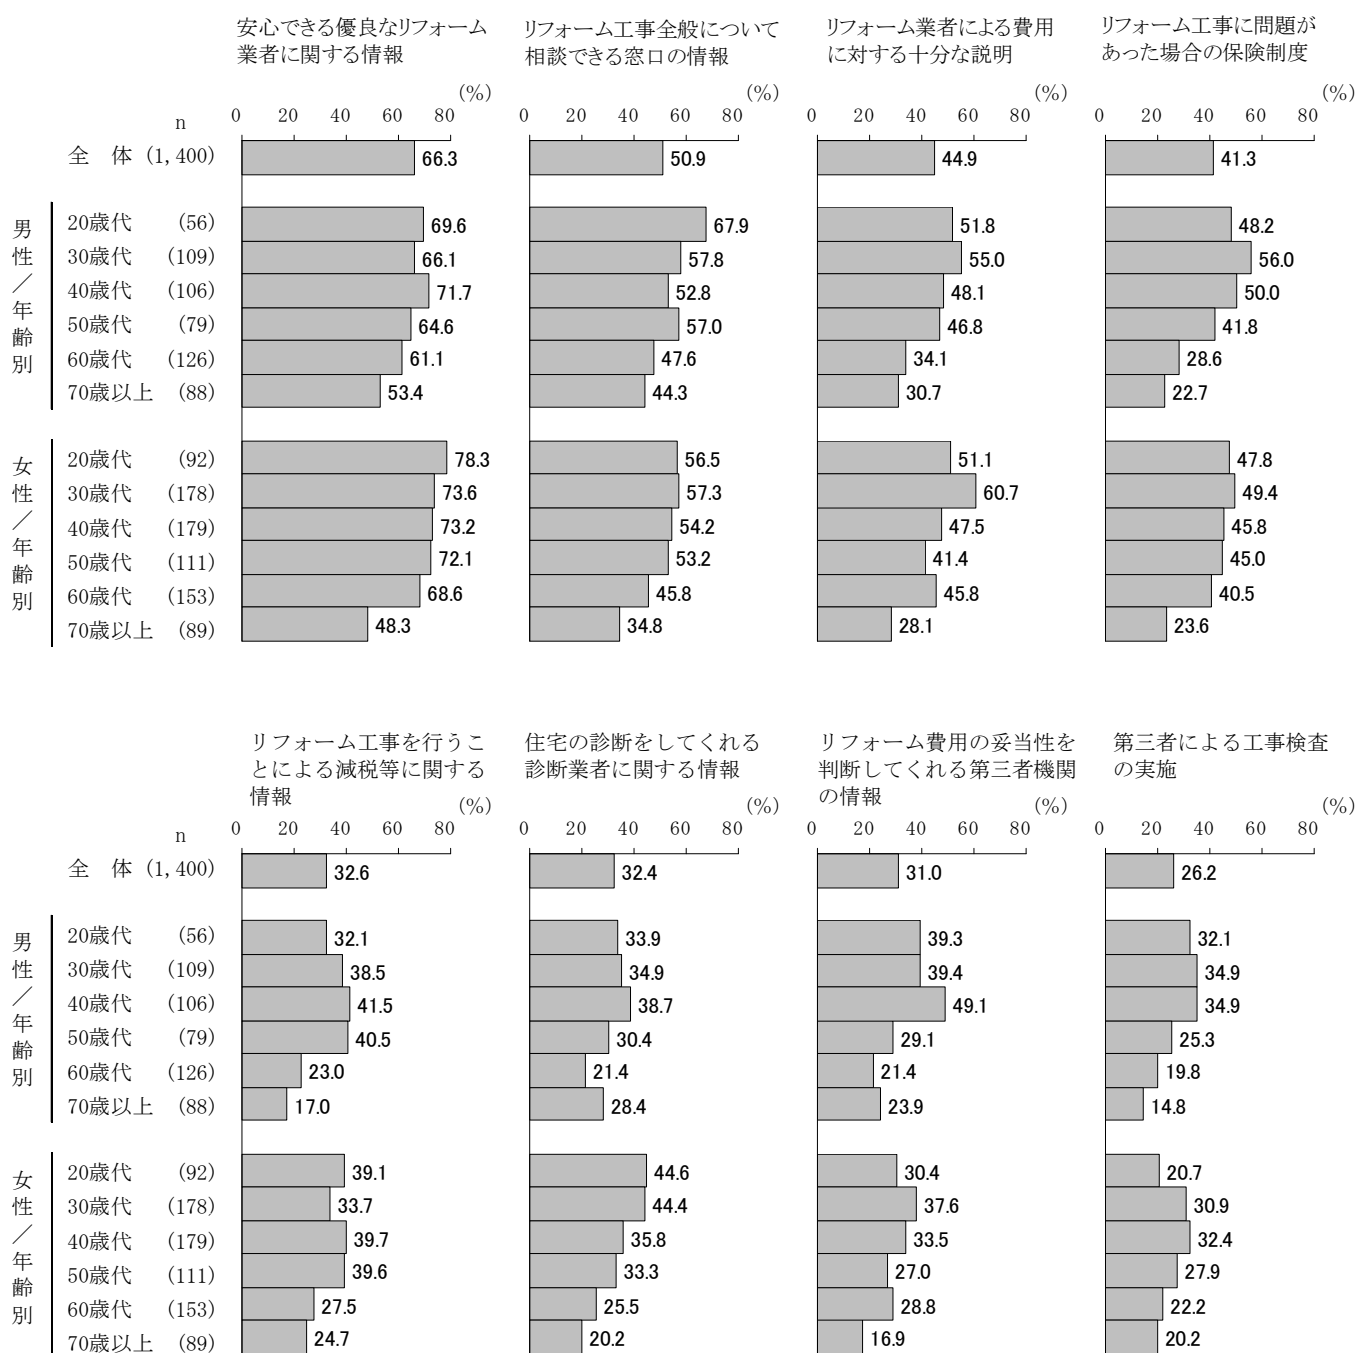 安心できる優良なリフォーム
業者に関する情報
リフォーム工事全般について
相談できる窓口の情報
リフォーム業者による費用
に対する十分な説明
リフォーム工事に問題が
あった場合の保険制度
(%) (%) (%) (%)
0 20 40 60 80 0 20 40 60 80 0 20 40 60 80 0 20 40 60 80
n
全 体 (1,400) 66.3 50.9 44.9 41.3
男性/年齢別
20歳代 (56) 69.6 67.9 51.8 48.2
30歳代 (109) 66.1 57.8 55.0 56.0
40歳代 (106) 71.7 52.8 48.1 50.0
50歳代 (79) 64.6 57.0 46.8 41.8
60歳代 (126) 61.1 47.6 34.1 28.6
70歳以上 (88) 53.4 44.3 30.7 22.7
女性/年齢別
20歳代 (92) 78.3 56.5 51.1 47.8
30歳代 (178) 73.6 57.3 60.7 49.4
40歳代 (179) 73.2 54.2 47.5 45.8
50歳代 (111) 72.1 53.2 41.4 45.0
60歳代 (153) 68.6 45.8 45.8 40.5
70歳以上 (89) 48.3 34.8 28.1 23.6
リフォーム工事を行うこ
とによる減税等に関する
情報
住宅の診断をしてくれる
診断業者に関する情報
リフォーム費用の妥当性を
判断してくれる第三者機関
の情報
第三者による工事検査
の実施
(%) (%) (%) (%)
0 20 40 60 80 0 20 40 60 80 0 20 40 60 80 0 20 40 60 80
n
全 体 (1,400) 32.6 32.4 31.0 26.2
男性/年齢別
20歳代 (56) 32.1 33.9 39.3 32.1
30歳代 (109) 38.5 34.9 39.4 34.9
40歳代 (106) 41.5 38.7 49.1 34.9
50歳代 (79) 40.5 30.4 29.1 25.3
60歳代 (126) 23.0 21.4 21.4 19.8
70歳以上 (88) 17.0 28.4 23.9 14.8
女性/年齢別
20歳代 (92) 39.1 44.6 30.4 20.7
30歳代 (178) 33.7 44.4 37.6 30.9
40歳代 (179) 39.7 35.8 33.5 32.4
50歳代 (111) 39.6 33.3 27.0 27.9
60歳代 (153) 27.5 25.5 28.8 22.2
70歳以上 (89) 24.7 20.2 16.9 20.2